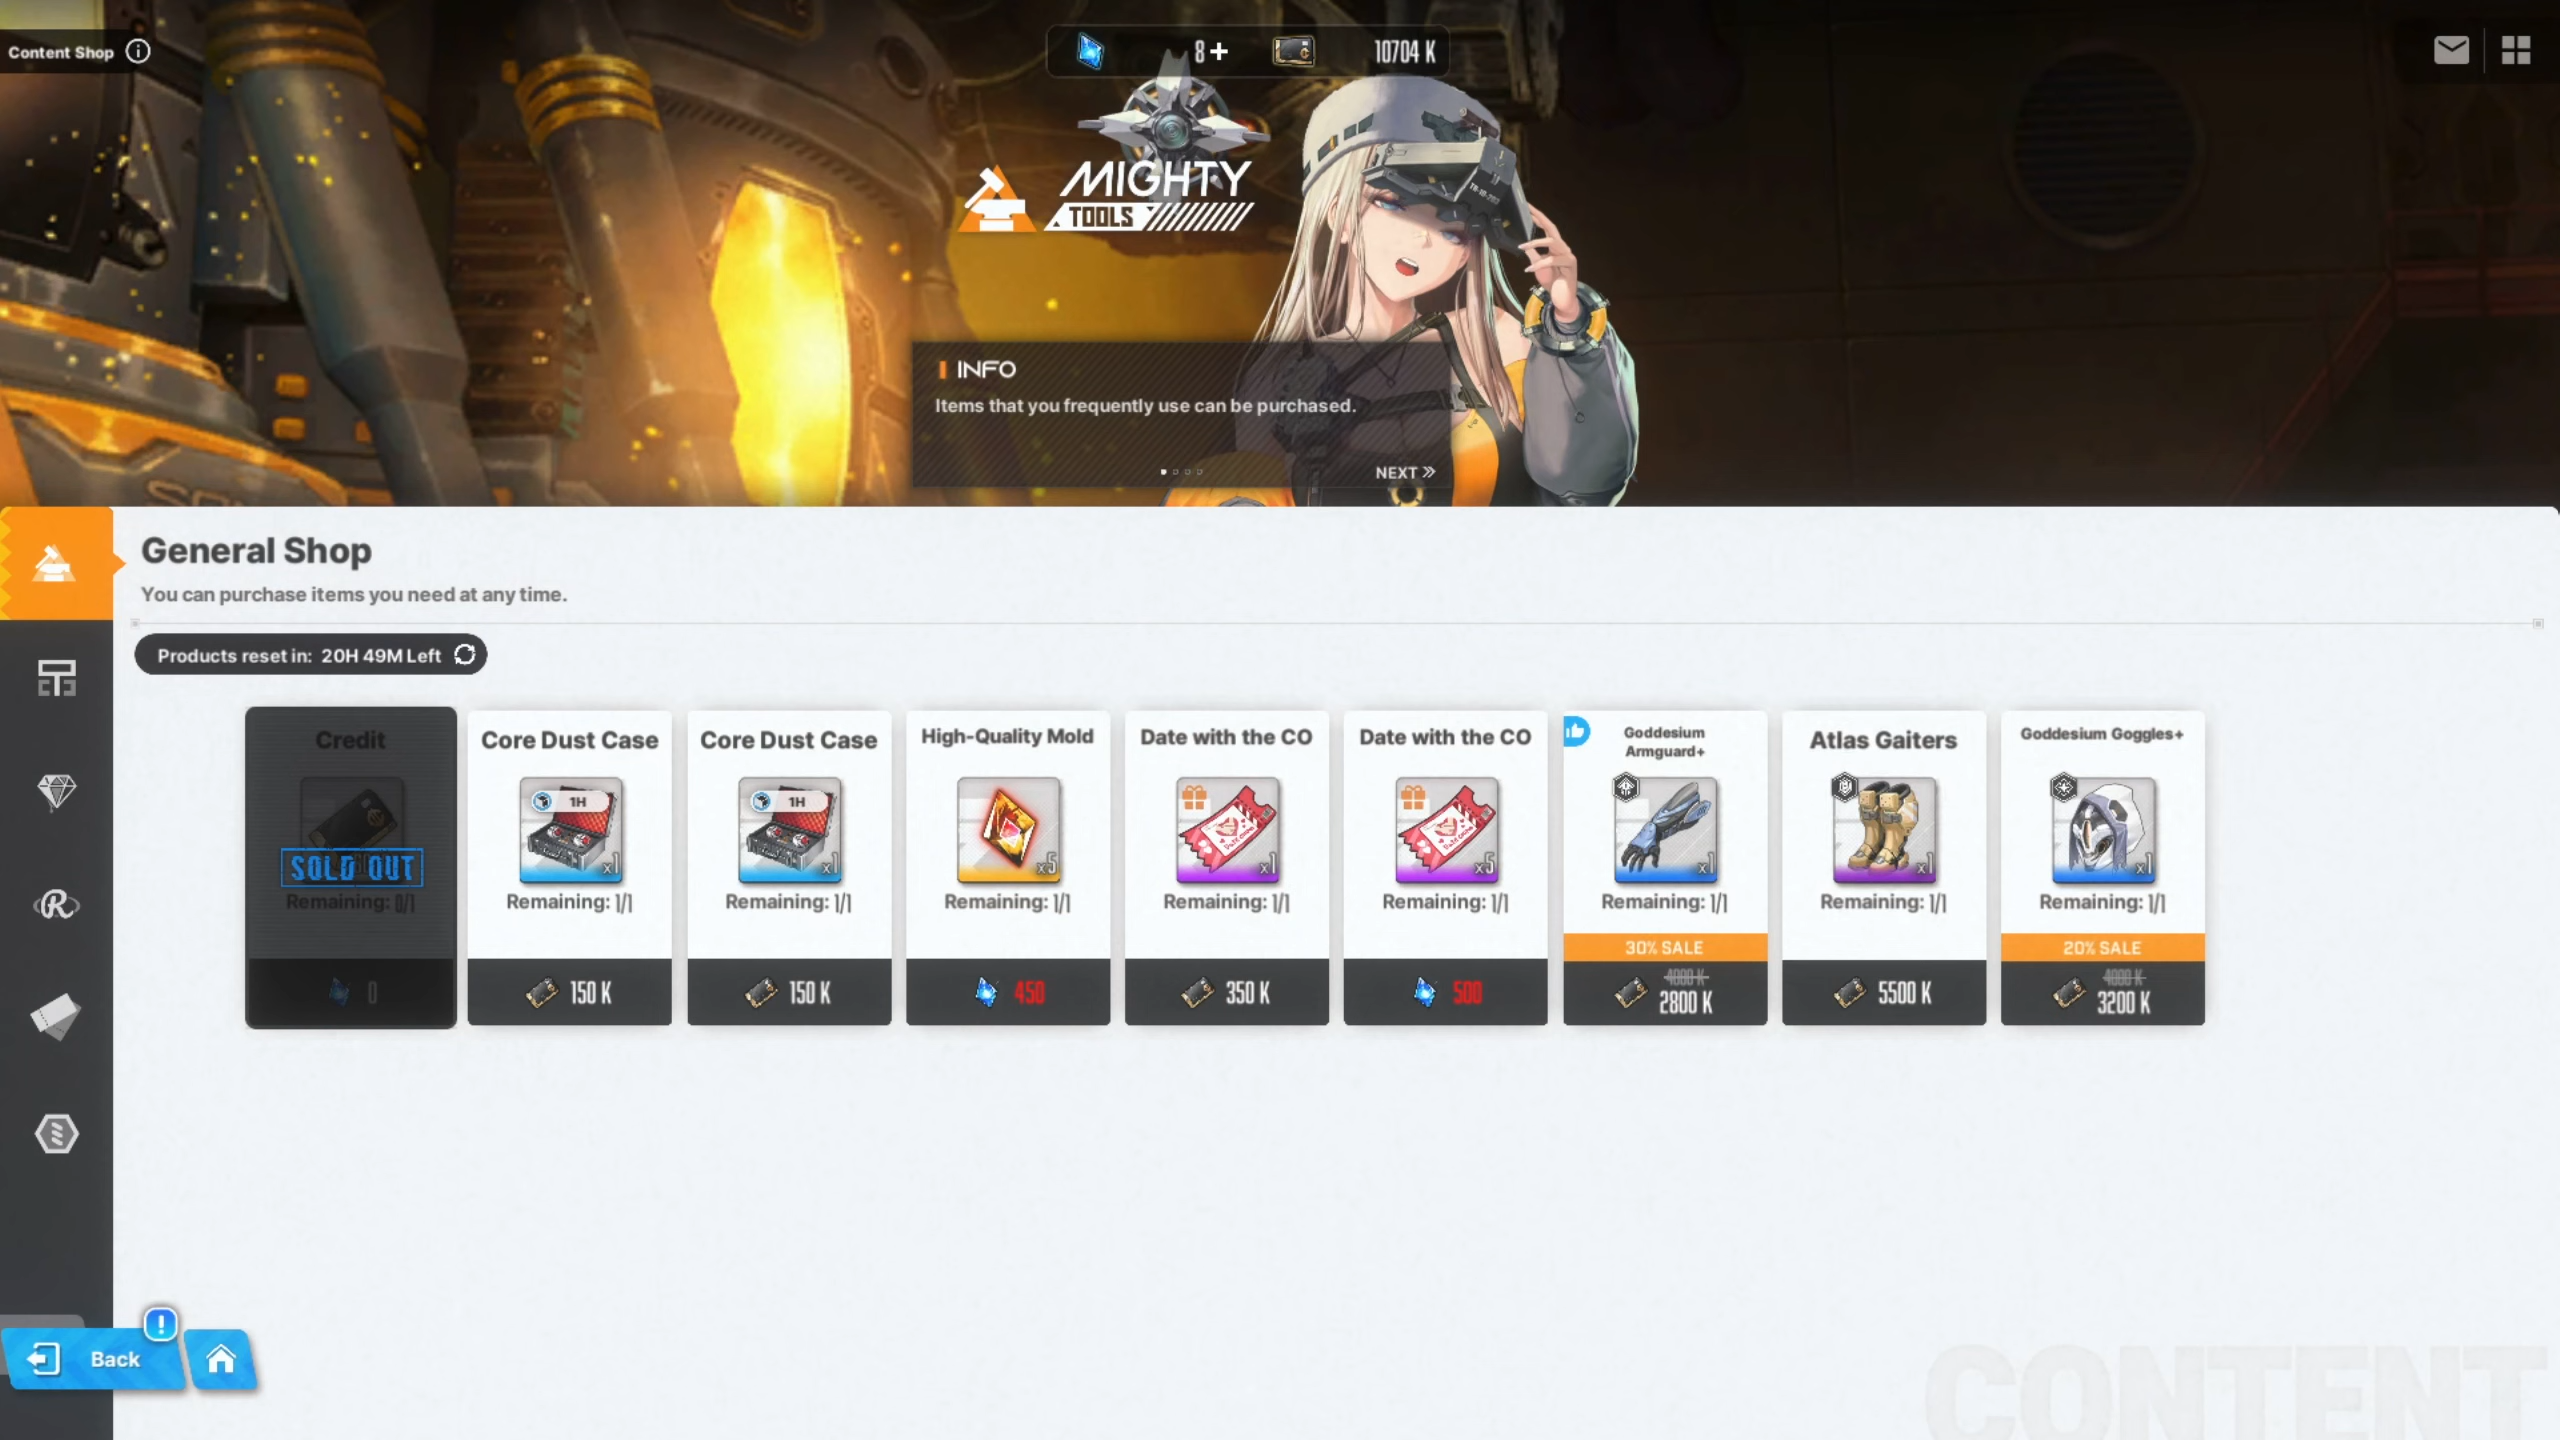 Content Shop
8+
10704 K
MIGHTY
TOOLS
INFO
Items that you frequently use can be purchased.
NEXT
General Shop
You can purchase items you need at any time.
Products reset in: 20H 49M Left
Credit
SOLD OUT
Remaining: 0/1
0
Core Dust Case
1H
x1
Remaining: 1/1
150 K
Core Dust Case
1H
x1
Remaining: 1/1
150 K
High-Quality Mold
x5
Remaining: 1/1
450
Date with the CO
x1
Remaining: 1/1
350 K
Date with the CO
x5
Remaining: 1/1
500
Goddesium
Armguard+
x1
Remaining: 1/1
30% SALE
4000 K
2800 K
Atlas Gaiters
x1
Remaining: 1/1
5500 K
Goddesium Goggles+
x1
Remaining: 1/1
20% SALE
4000 K
3200 K
!
Back
CONTENT